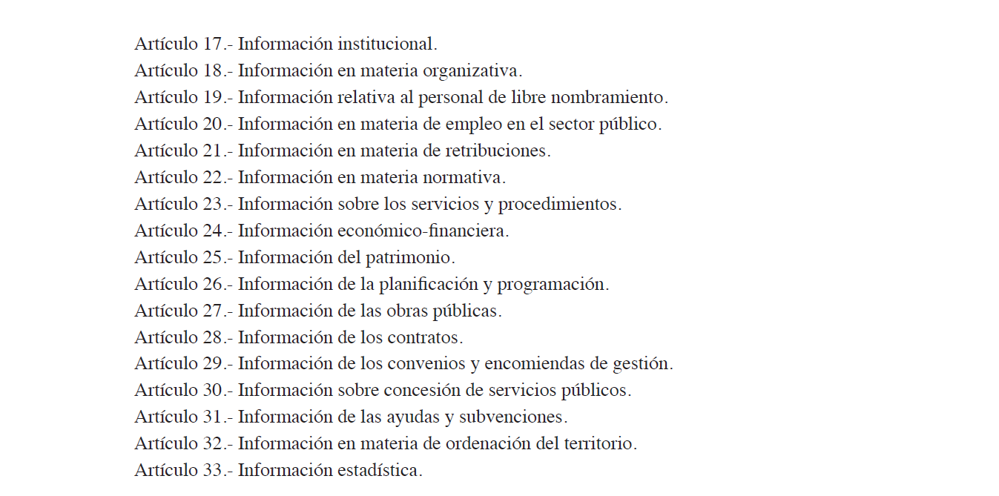 Artículo 17.- Información institucional.
Artículo 18.- Información en materia organizativa.
Artículo 19.- Información relativa al personal de libre nombramiento.
Artículo 20.- Información en materia de empleo en el sector público.
Artículo 21.- Información en materia de retribuciones.
Artículo 22.- Información en materia normativa.
Artículo 23.- Información sobre los servicios y procedimientos.
Artículo 24.- Información económico-financiera.
Artículo 25.- Información del patrimonio.
Artículo 26.- Información de la planificación y programación.
Artículo 27.- Información de las obras públicas.
Artículo 28.- Información de los contratos.
Artículo 29.- Información de los convenios y encomiendas de gestión.
Artículo 30.- Información sobre concesión de servicios públicos.
Artículo 31.- Información de las ayudas y subvenciones.
Artículo 32.- Información en materia de ordenación del territorio.
Artículo 33.- Información estadística.